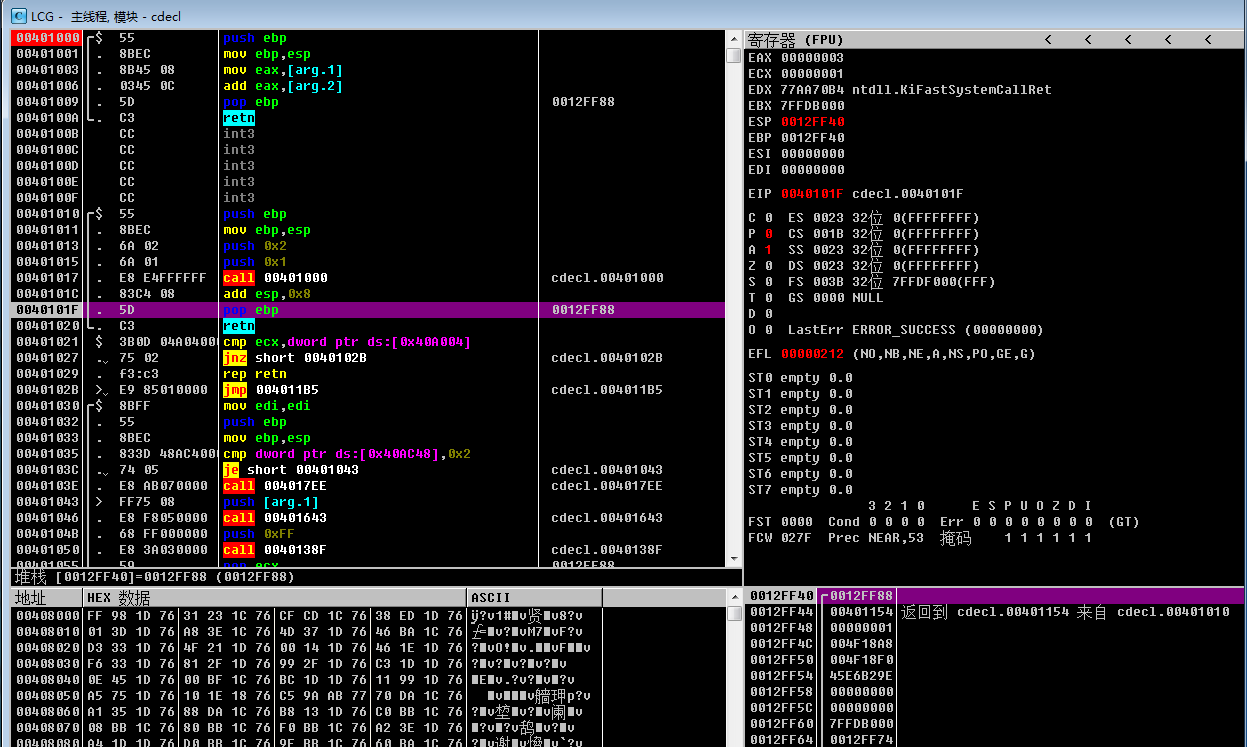 LCG - 主线程, 模块 - cdecl
00401000 $ 55 push ebp
00401001 . 8BEC mov ebp,esp
00401003 . 8B45 08 mov eax,[arg.1]
00401006 . 0345 0C add eax,[arg.2]
00401009 . 5D pop ebp 0012FF88
0040100A . C3 retn
0040100B CC int3
0040100C CC int3
0040100D CC int3
0040100E CC int3
0040100F CC int3
00401010 $ 55 push ebp
00401011 . 8BEC mov ebp,esp
00401013 . 6A 02 push 0x2
00401015 . 6A 01 push 0x1
00401017 . E8 E4FFFFFF call 00401000 cdecl.00401000
0040101C . 83C4 08 add esp,0x8
0040101F . 5D pop ebp 0012FF88
00401020 . C3 retn
00401021 $ 3B0D 04A0400 cmp ecx,dword ptr ds:[0x40A004]
00401027 . 75 02 jnz short 0040102B cdecl.0040102B
00401029 . f3:c3 rep retn
0040102B > E9 85010000 jmp 004011B5 cdecl.004011B5
00401030 $ 8BFF mov edi,edi
00401032 . 55 push ebp
00401033 . 8BEC mov ebp,esp
00401035 . 833D 48AC400 cmp dword ptr ds:[0x40AC48],0x2
0040103C . 74 05 je short 00401043 cdecl.00401043
0040103E . E8 AB070000 call 004017EE cdecl.004017EE
00401043 > FF75 08 push [arg.1]
00401046 . E8 F8050000 call 00401643 cdecl.00401643
0040104B . 68 FF000000 push 0xFF
00401050 . E8 3A030000 call 0040138F cdecl.0040138F
00401055 . 59 pop ecx 0012FF88
堆栈 [0012FF40]=0012FF88 (0012FF88)
寄存器 (FPU) < < < < <
EAX 00000003
ECX 00000001
EDX 77AA70B4 ntdll.KiFastSystemCallRet
EBX 7FFDB000
ESP 0012FF40
EBP 0012FF40
ESI 00000000
EDI 00000000
EIP 0040101F cdecl.0040101F
C 0 ES 0023 32位 0(FFFFFFFF)
P 0 CS 001B 32位 0(FFFFFFFF)
A 1 SS 0023 32位 0(FFFFFFFF)
Z 0 DS 0023 32位 0(FFFFFFFF)
S 0 FS 003B 32位 7FFDF000(FFF)
T 0 GS 0000 NULL
D 0
O 0 LastErr ERROR_SUCCESS (00000000)
EFL 00000212 (NO,NB,NE,A,NS,PO,GE,G)
ST0 empty 0.0
ST1 empty 0.0
ST2 empty 0.0
ST3 empty 0.0
ST4 empty 0.0
ST5 empty 0.0
ST6 empty 0.0
ST7 empty 0.0
3 2 1 0 E S P U O Z D I
FST 0000 Cond 0 0 0 0 Err 0 0 0 0 0 0 0 0 (GT)
FCW 027F Prec NEAR,53 掩码 1 1 1 1 1 1
地址 HEX 数据 ASCII
00408000 FF 98 1D 76 31 23 1C 76 CF CD 1C 76 38 ED 1D 76
00408010 01 3D 1D 76 A8 3E 1C 76 4D 37 1D 76 46 BA 1C 76
00408020 D3 33 1D 76 4F 21 1D 76 00 14 1D 76 46 1E 1D 76
00408030 F6 33 1D 76 81 2F 1D 76 99 2F 1D 76 C3 1D 1D 76
00408040 0E 45 1D 76 00 BF 1C 76 BC 1D 1D 76 11 99 1D 76
00408050 A5 75 1D 76 10 1E 18 76 C5 9A AB 77 70 DA 1C 76
00408060 A1 35 1D 76 88 DA 1C 76 B8 13 1D 76 C0 BB 1C 76
00408070 08 BB 1C 76 80 BB 1C 76 F0 BB 1C 76 A2 3E 1D 76
00408080 A4 1D 1D 76 D0 BB 1C 76 9E BB 1C 76 60 BA 1C 76
0012FF40 0012FF88
0012FF44 00401154 返回到 cdecl.00401154 来自 cdecl.00401010
0012FF48 00000001
0012FF4C 004F18A8
0012FF50 004F18F0
0012FF54 45E6B29E
0012FF58 00000000
0012FF5C 00000000
0012FF60 7FFDB000
0012FF64 0012FF74